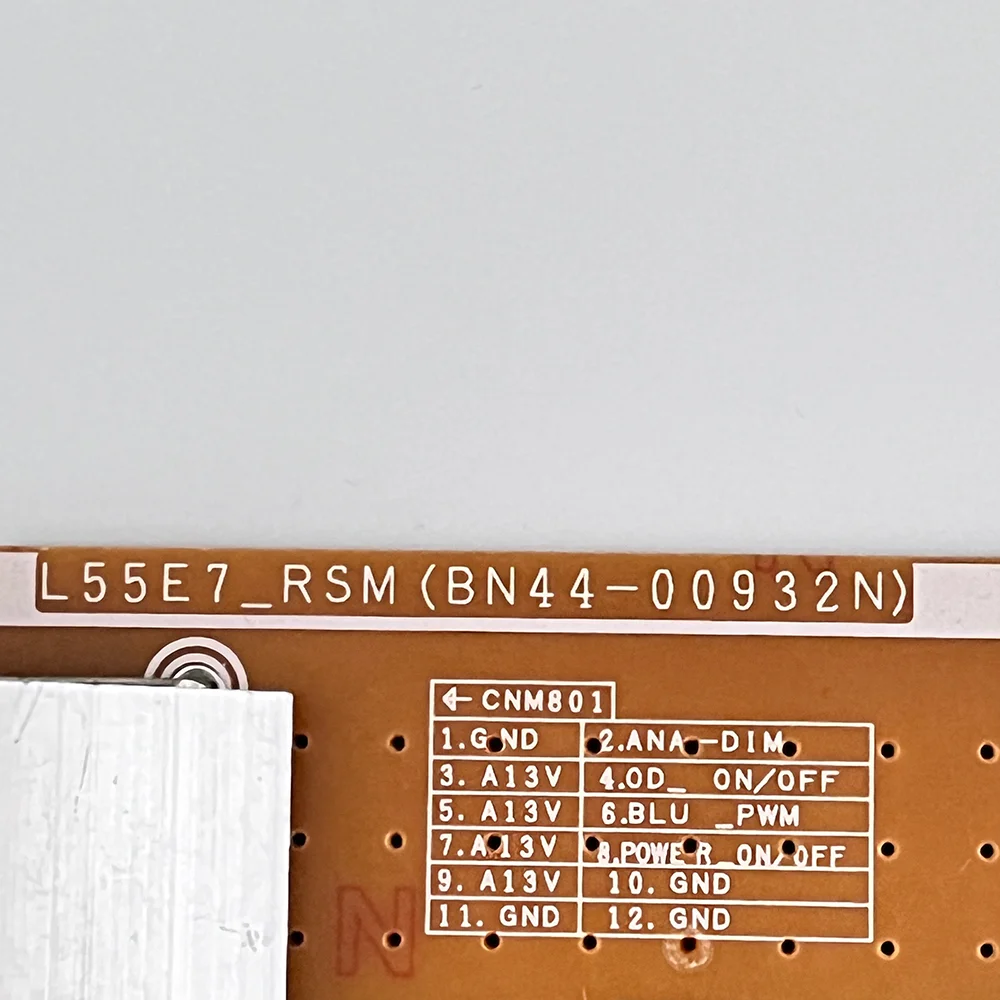 L55E7_RSM(BN44-00932N)
← CNM801
1.GND 2.ANA-DIM
3. A13V 4.OD_ ON/OFF
5. A13V 6.BLU _PWM
7.A13V 8.POWER_ON/OFF
9. A13V 10. GND
11. GND 12. GND
N